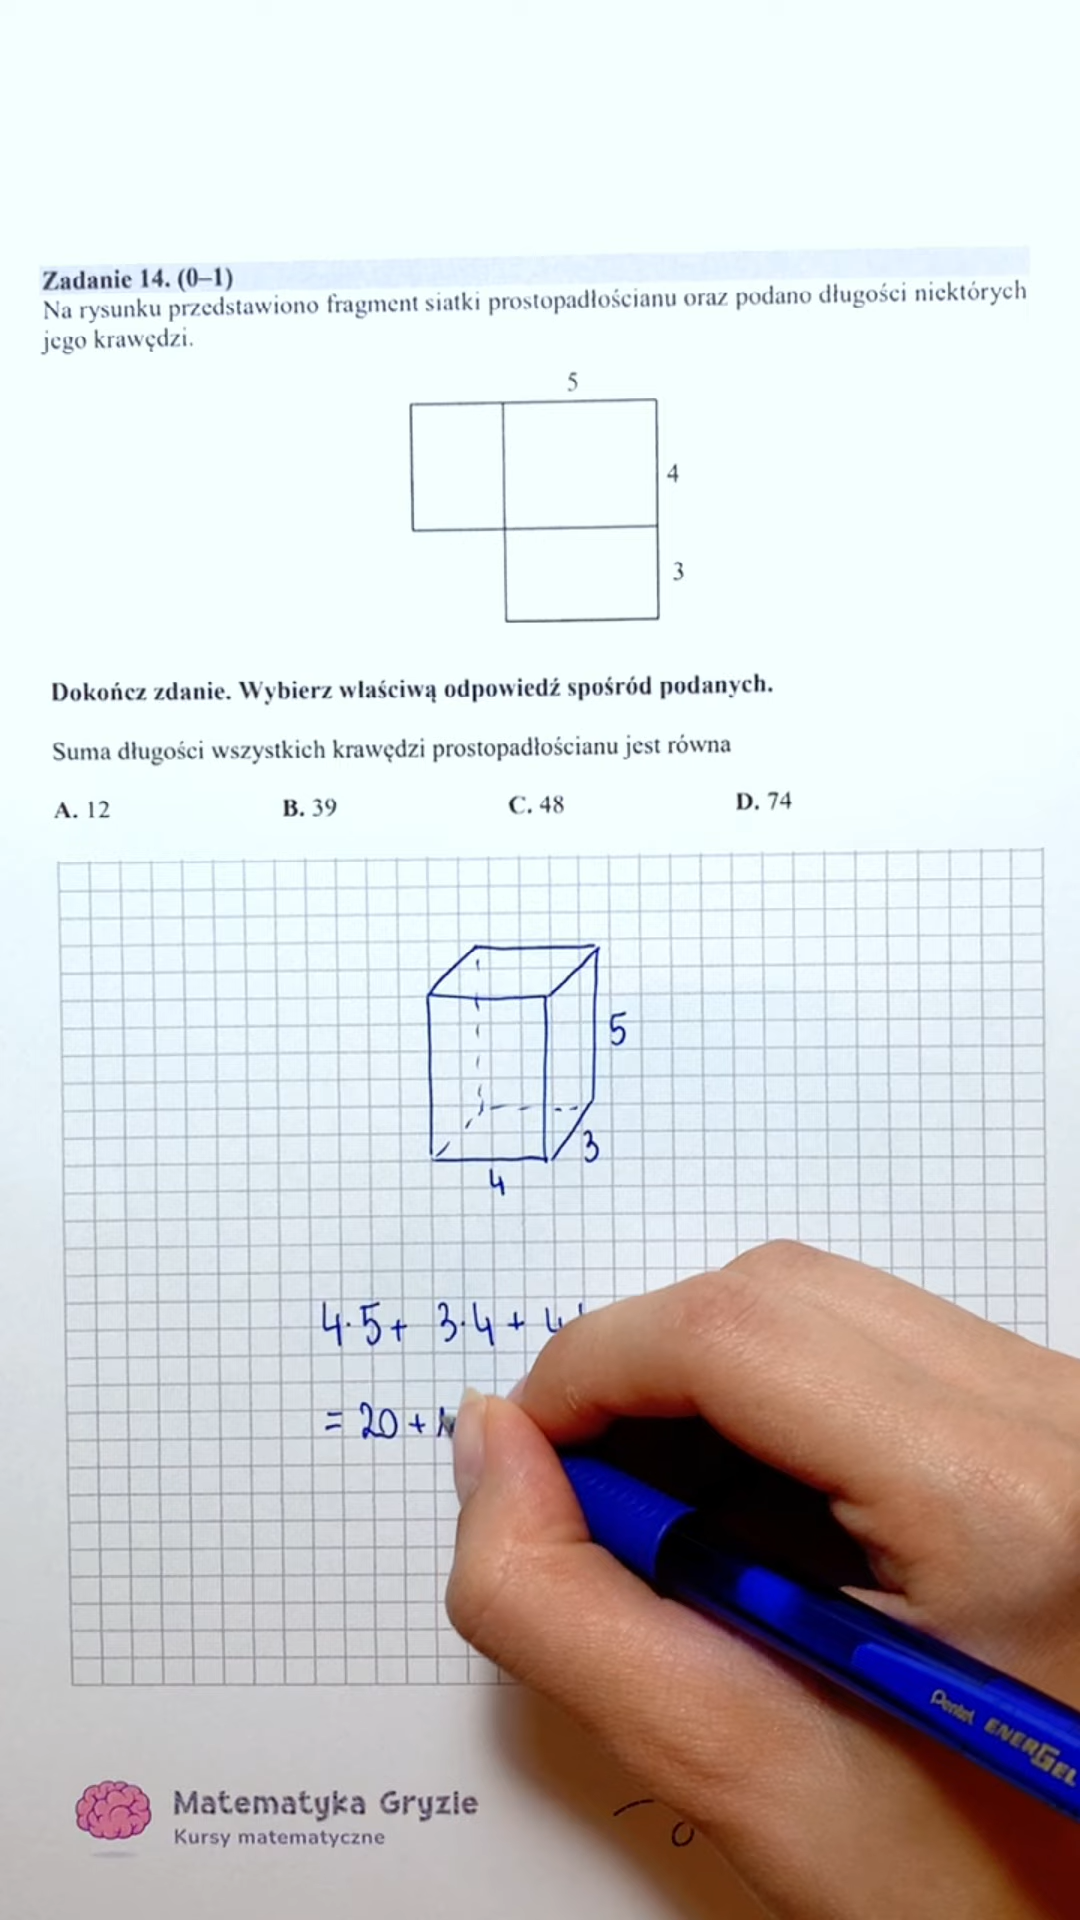 Zadanie 14. (0–1)
Na rysunku przedstawiono fragment siatki prostopadłościanu oraz podano długości niektórych
jego krawędzi.
5
4
3
Dokończ zdanie. Wybierz właściwą odpowiedź spośród podanych.
Suma długości wszystkich krawędzi prostopadłościanu jest równa
A. 12 B. 39 C. 48 D. 74
5
3
4
4·5+ 3·4 +
= 20 +
Pentel ENERGEL
Matematyka Gryzie
Kursy matematyczne